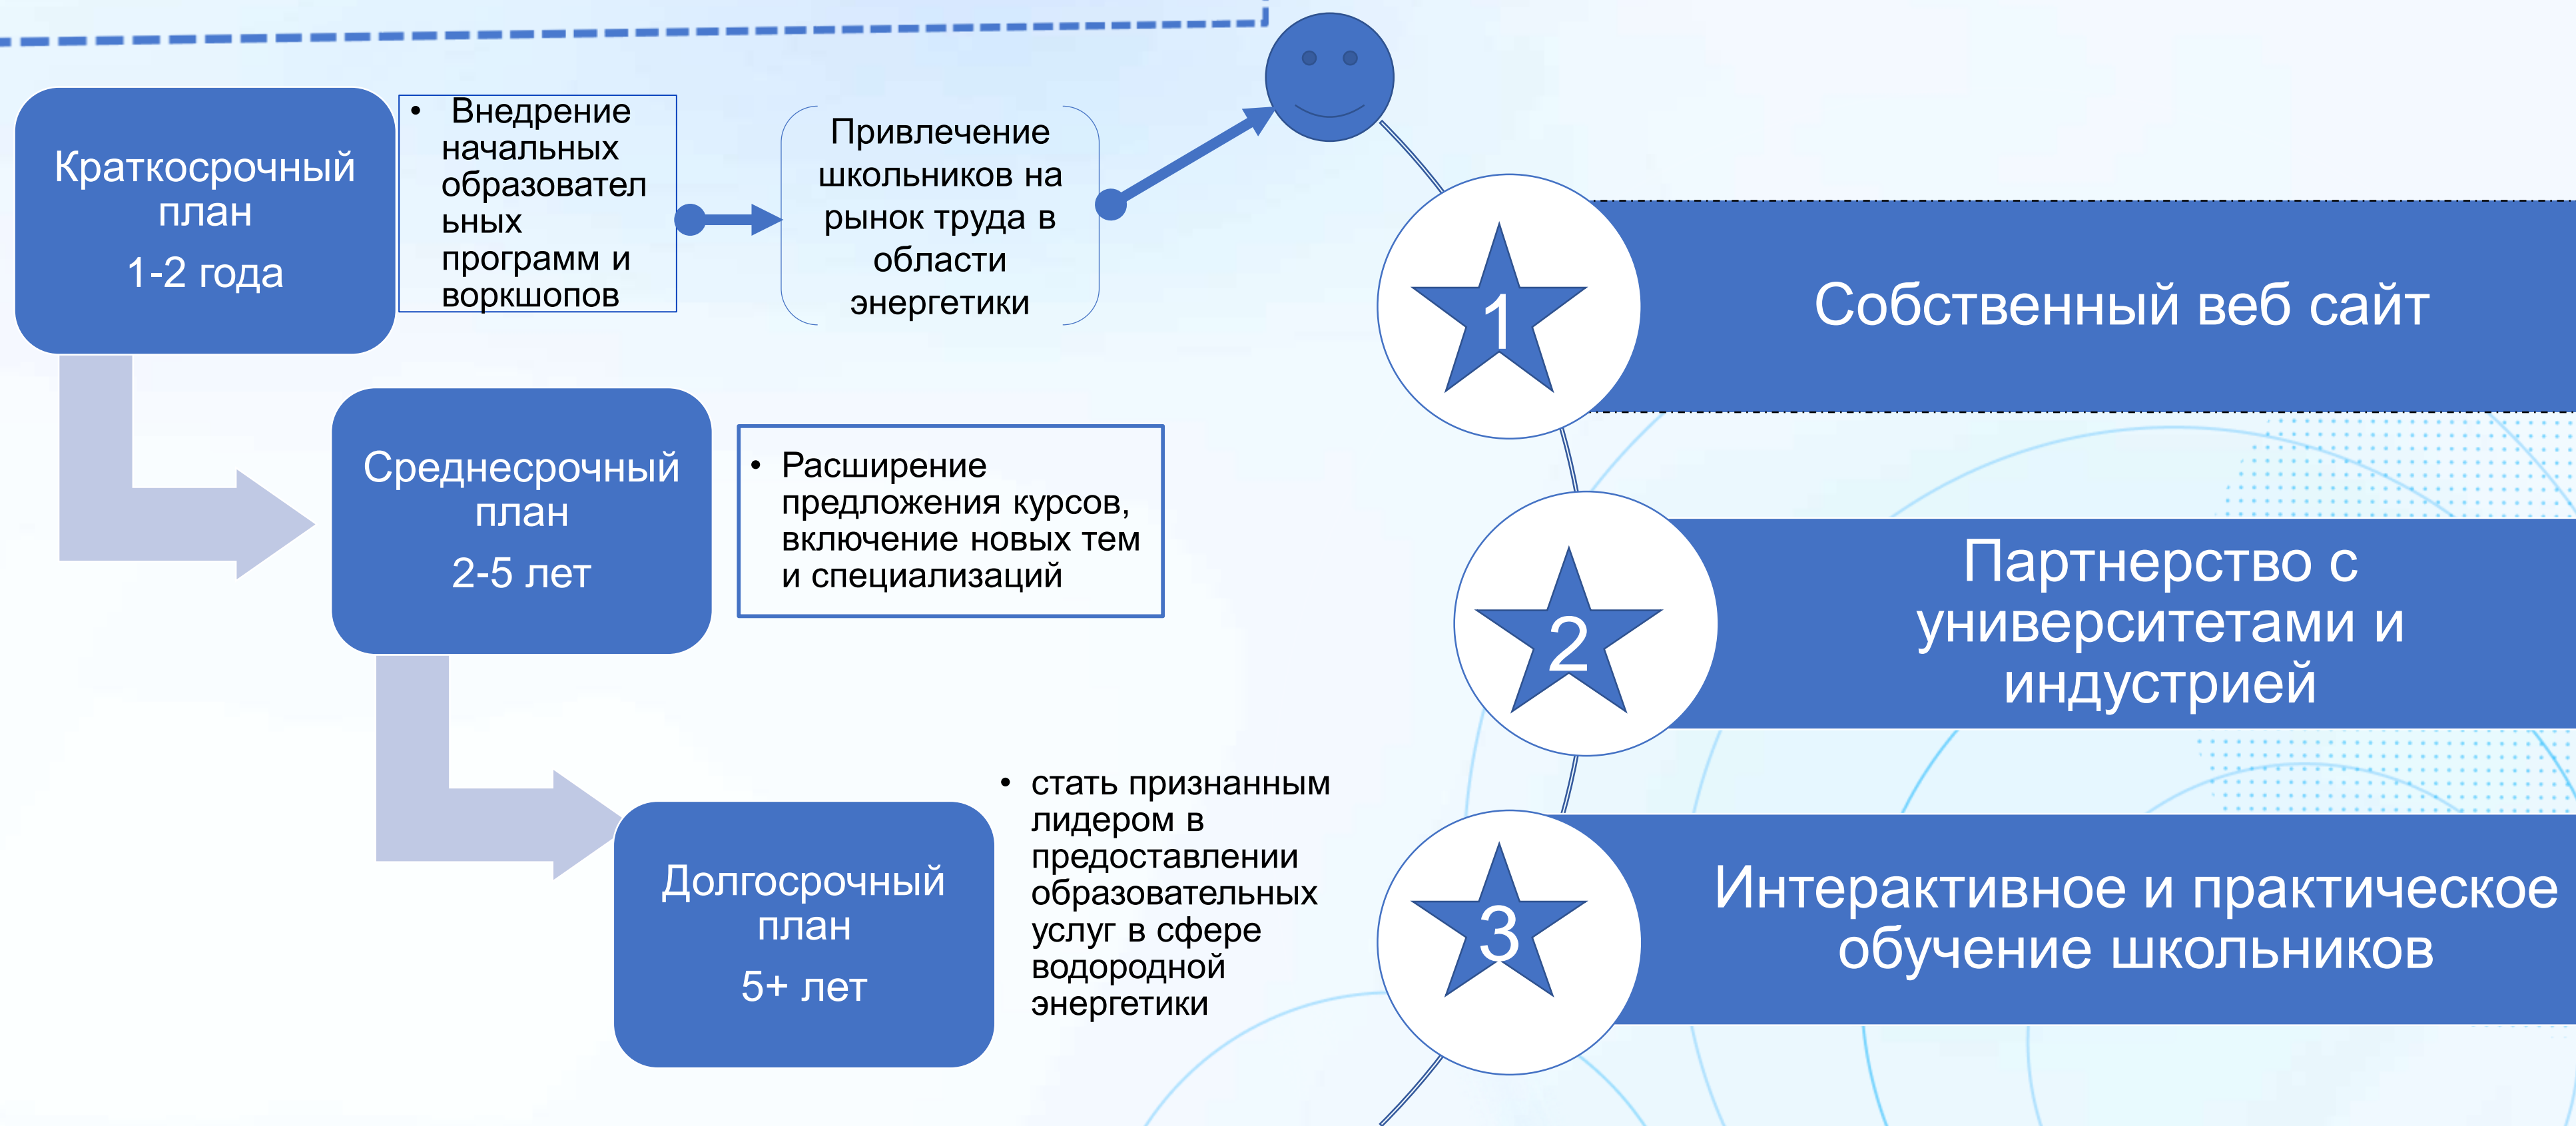 Краткосрочный
план
1-2 года
• Внедрение
начальных
образовател
ьных
программ и
воркшопов
Привлечение
школьников на
рынок труда в
области
энергетики
Среднесрочный
план
2-5 лет
• Расширение
предложения курсов,
включение новых тем
и специализаций
Долгосрочный
план
5+ лет
• стать признанным
лидером в
предоставлении
образовательных
услуг в сфере
водородной
энергетики
1
Собственный веб сайт
2
Партнерство с
университетами и
индустрией
3
Интерактивное и практическое
обучение школьников